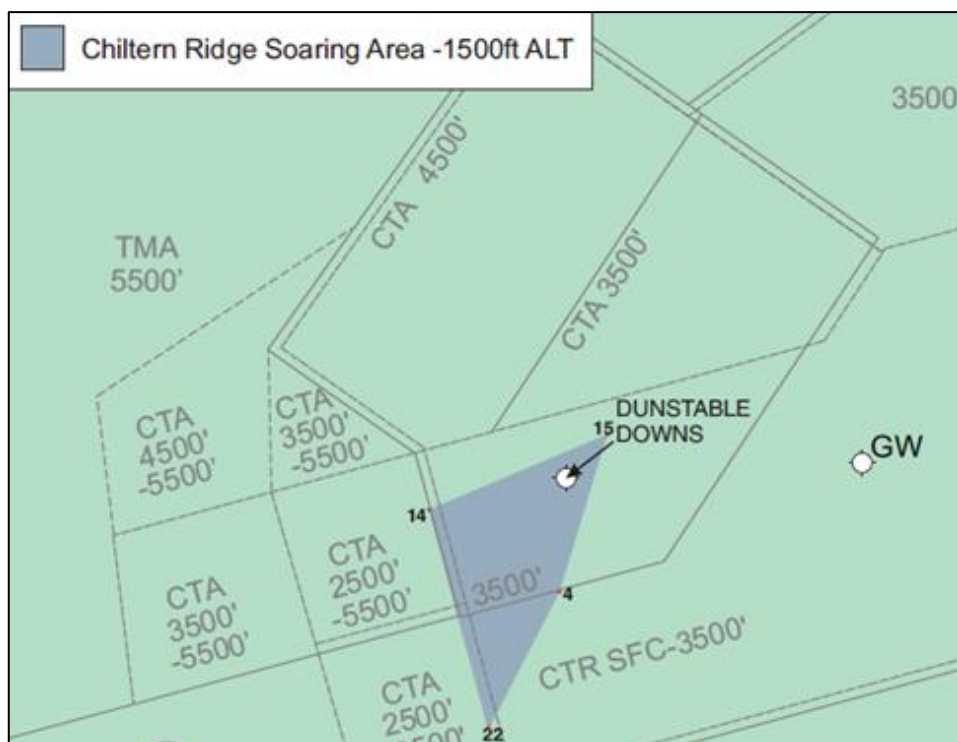 Chiltern Ridge Soaring Area -1500ft ALT
3500
CTA 4500'
TMA
5500'
CTA 3500'
CTA
4500'
-5500'
CTA
3500'
-5500'
DUNSTABLE
DOWNS
15
GW
14
CTA
2500'
-5500'
3500'
4
CTA
3500'
-5500'
CTR SFC-3500'
CTA
2500'
22